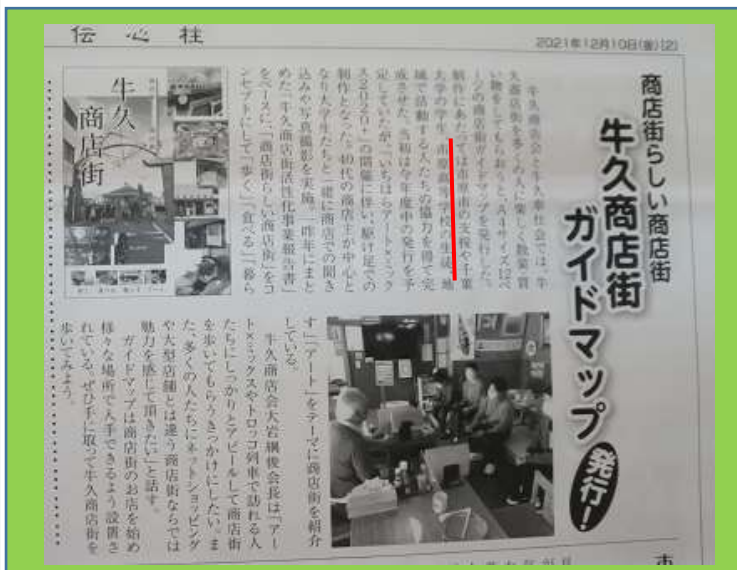 伝心柱
2021年12月10日(金)(2)
商店街らしい商店街
牛久商店街
ガイドマップ
発行!
牛久商店会と牛久奉仕会では、牛
久商店街を多くの人に楽しく散策・買
い物をしてもらおうと、A4サイズ12ペ
ージの商店街ガイドマップを発行した。
制作にあたっては市原市の支援や千葉
大学の学生、市原高等学校の生徒、地
域で活動する人たちの協力を得て完
成させた。当初は今年度中の発行を予
定していたが、「いちはらアート×ミック
ス2020+」の開催に伴い、駆け足での
制作となった。40代の商店主が中心と
なり大学生たちと一緒に商店での聞き
込みや写真撮影を実施。一昨年にまと
めた「牛久商店街活性化事業報告書」
をベースに、「商店街らしい商店街」をコ
ンセプトにして「歩く」「食べる」「暮ら
す」「アート」をテーマに商店街を紹介
している。
牛久商店会大岩綱俊会長は「アー
ト×ミックスやトロッコ列車で訪れる人
たちにしっかりとアピールして商店街
を歩いてもらうきっかけにしたい。ま
た、多くの人たちにネットショッピング
や大型店舗とは違う商店街ならでは
魅力を感じて頂きたい」と話す。
ガイドマップは商店街のお店を始め
様々な場所で入手できるよう設置さ
れている。ぜひ手に取って牛久商店街を
歩いてみよう。
牛久
商店街